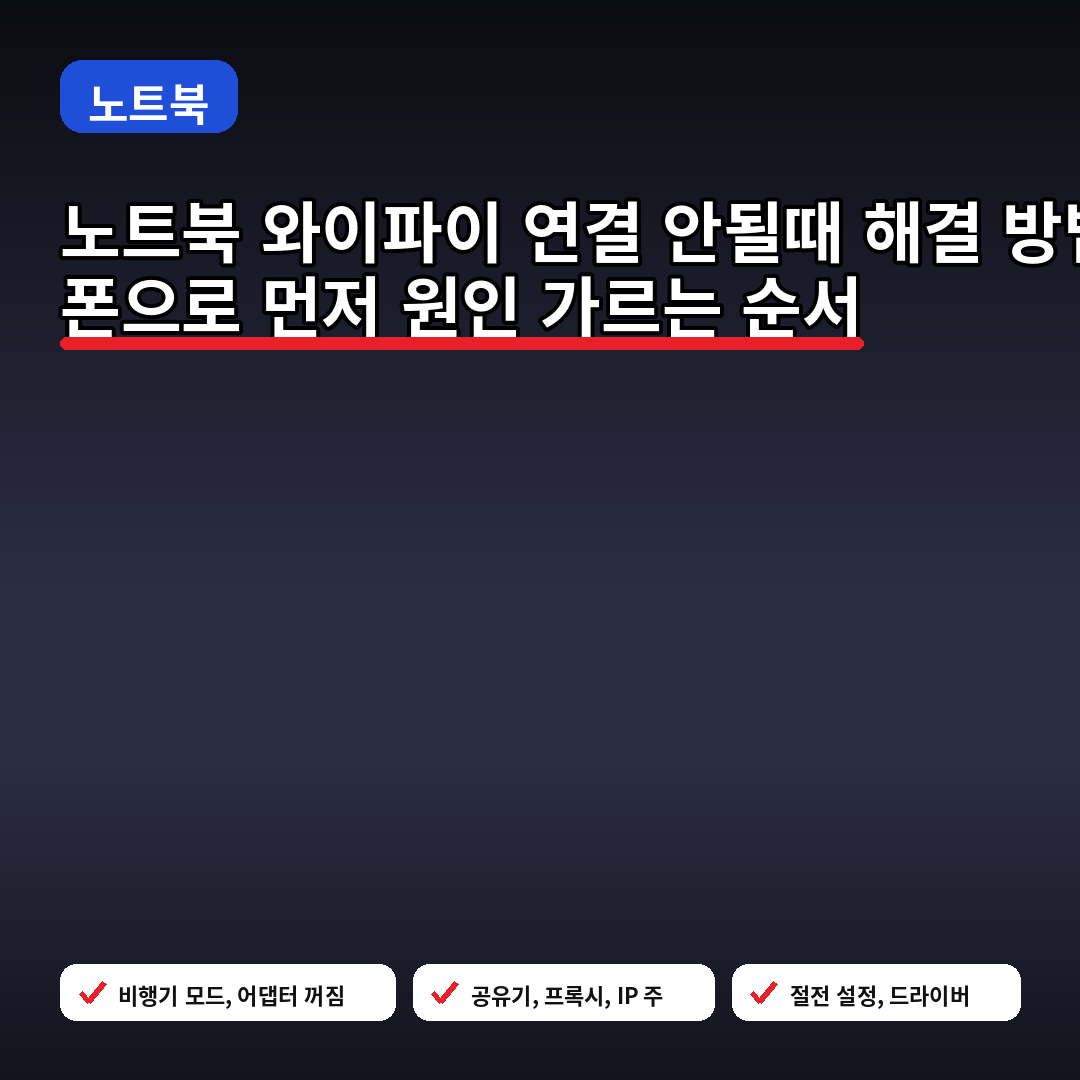 노트북
노트북 와이파이 연결 안될때 해결 방
폰으로 먼저 원인 가르는 순서
비행기 모드, 어댑터 꺼짐
공유기, 프록시, IP 주
절전 설정, 드라이버